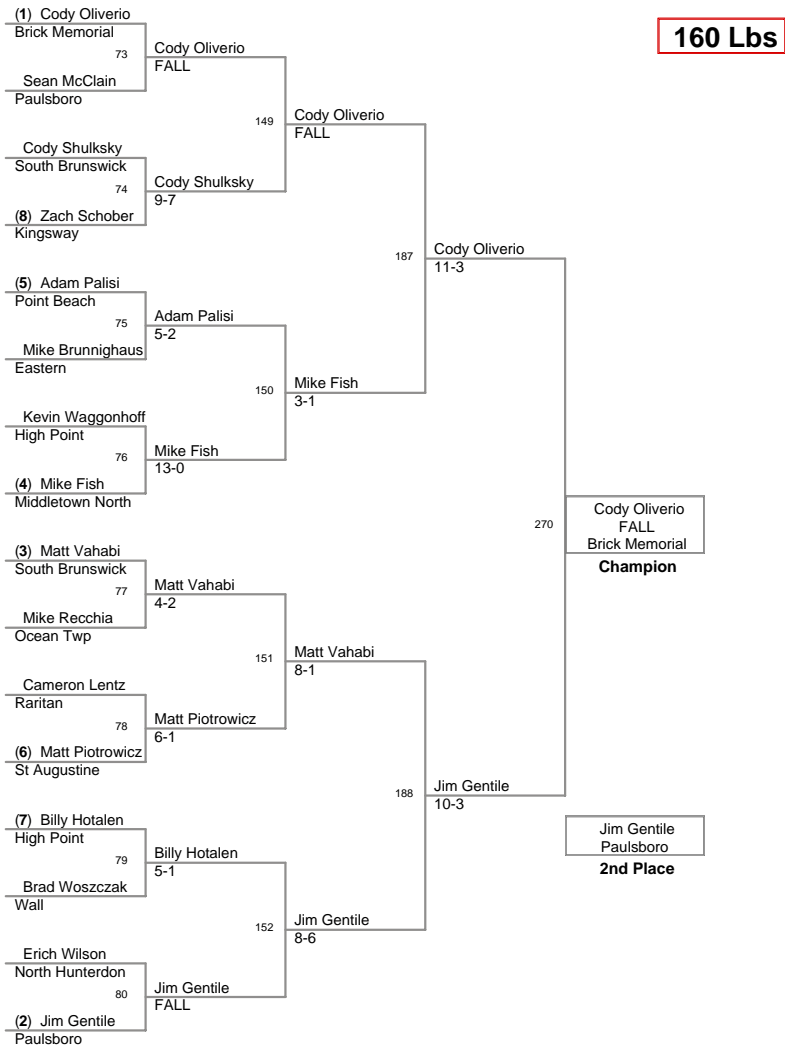 (1) Cody Oliverio
Brick Memorial
160 Lbs
73
Cody Oliverio
FALL
Sean McClain
Paulsboro
149
Cody Oliverio
FALL
Cody Shulksky
South Brunswick
74
Cody Shulksky
9-7
(8) Zach Schober
Kingsway
187
Cody Oliverio
11-3
(5) Adam Palisi
Point Beach
75
Adam Palisi
5-2
Mike Brunnighaus
Eastern
150
Mike Fish
3-1
Kevin Waggonhoff
High Point
76
Mike Fish
13-0
(4) Mike Fish
Middletown North
270
Cody Oliverio
FALL
Brick Memorial
Champion
(3) Matt Vahabi
South Brunswick
77
Matt Vahabi
4-2
Mike Recchia
Ocean Twp
151
Matt Vahabi
8-1
Cameron Lentz
Raritan
78
Matt Piotrowicz
6-1
(6) Matt Piotrowicz
St Augustine
188
Jim Gentile
10-3
(7) Billy Hotalen
High Point
79
Billy Hotalen
5-1
Jim Gentile
Paulsboro
2nd Place
Brad Woszczak
Wall
152
Jim Gentile
8-6
Erich Wilson
North Hunterdon
80
Jim Gentile
FALL
(2) Jim Gentile
Paulsboro